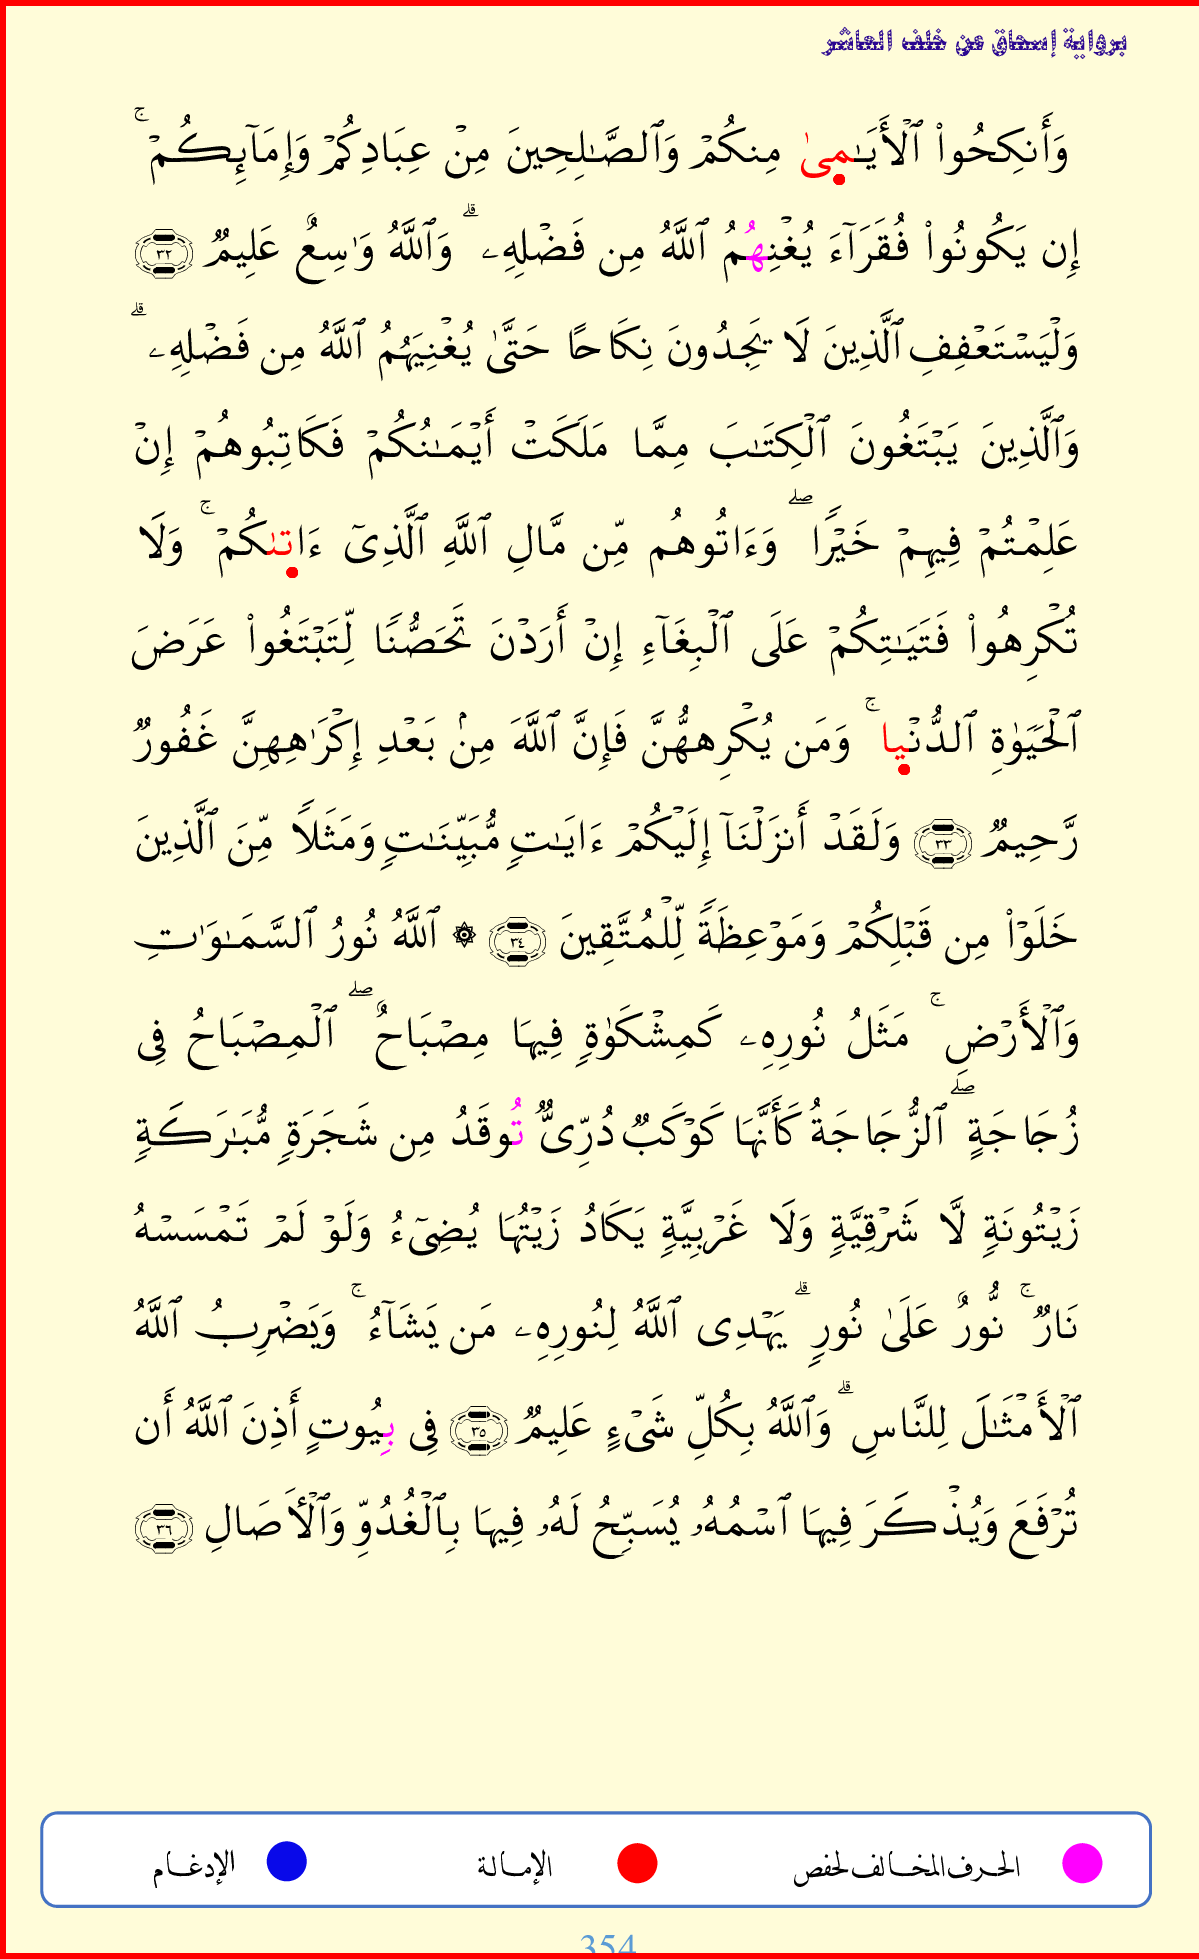 برواية إسحاق عن خلف العاشر
وَأَنكِحُوا۟ ٱلْأَيَـٰمِىٰ مِنكُمْ وَٱلصَّـٰلِحِينَ مِنْ عِبَادِكُمْ وَإِمَآئِكُمْ ۚ
إِن يَكُونُوا۟ فُقَرَآءَ يُغْنِهُمُ ٱللَّهُ مِن فَضْلِهِۦ ۗ وَٱللَّهُ وَٰسِعٌ عَلِيمٌ ٣٢
وَلْيَسْتَعْفِفِ ٱلَّذِينَ لَا يَجِدُونَ نِكَاحًا حَتَّىٰ يُغْنِيَهُمُ ٱللَّهُ مِن فَضْلِهِۦ ۗ
وَٱلَّذِينَ يَبْتَغُونَ ٱلْكِتَـٰبَ مِمَّا مَلَكَتْ أَيْمَـٰنُكُمْ فَكَاتِبُوهُمْ إِنْ
عَلِمْتُمْ فِيهِمْ خَيْرًا ۖ وَءَاتُوهُم مِّن مَّالِ ٱللَّهِ ٱلَّذِىٓ ءَاتىٰكُمْ ۚ وَلَا
تُكْرِهُوا۟ فَتَيَـٰتِكُمْ عَلَى ٱلْبِغَآءِ إِنْ أَرَدْنَ تَحَصُّنًا لِّتَبْتَغُوا۟ عَرَضَ
ٱلْحَيَوٰةِ ٱلدُّنْيا ۚ وَمَن يُكْرِههُّنَّ فَإِنَّ ٱللَّهَ مِنۢ بَعْدِ إِكْرَٰهِهِنَّ غَفُورٌ
رَّحِيمٌ ٣٣ وَلَقَدْ أَنزَلْنَآ إِلَيْكُمْ ءَايَـٰتٍ مُّبَيِّنَـٰتٍ وَمَثَلًا مِّنَ ٱلَّذِينَ
خَلَوْا۟ مِن قَبْلِكُمْ وَمَوْعِظَةً لِّلْمُتَّقِينَ ٣٤ ۞ ٱللَّهُ نُورُ ٱلسَّمَـٰوَٰتِ
وَٱلْأَرْضِ ۚ مَثَلُ نُورِهِۦ كَمِشْكَوٰةٍ فِيهَا مِصْبَاحٌ ۖ ٱلْمِصْبَاحُ فِى
زُجَاجَةٍ ۖ ٱلزُّجَاجَةُ كَأَنَّهَا كَوْكَبٌ دُرِّىٌّ تُوقَدُ مِن شَجَرَةٍ مُّبَـٰرَكَةٍ
زَيْتُونَةٍ لَّا شَرْقِيَّةٍ وَلَا غَرْبِيَّةٍ يَكَادُ زَيْتُهَا يُضِىٓءُ وَلَوْ لَمْ تَمْسَسْهُ
نَارٌ ۚ نُّورٌ عَلَىٰ نُورٍ ۗ يَهْدِى ٱللَّهُ لِنُورِهِۦ مَن يَشَآءُ ۚ وَيَضْرِبُ ٱللَّهُ
ٱلْأَمْثَـٰلَ لِلنَّاسِ ۗ وَٱللَّهُ بِكُلِّ شَىْءٍ عَلِيمٌ ٣٥ فِى بِيُوتٍ أَذِنَ ٱللَّهُ أَن
تُرْفَعَ وَيُذْكَرَ فِيهَا ٱسْمُهُۥ يُسَبِّحُ لَهُۥ فِيهَا بِٱلْغُدُوِّ وَٱلْـَٔاصَالِ ٣٦
الحرف المخالف لحفص الإمالة الإدغام
354